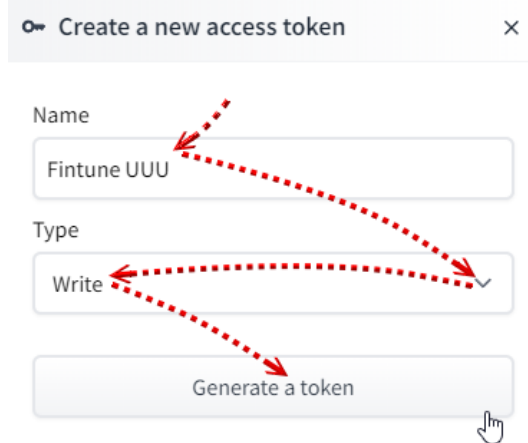 Create a new access token
Name
Fintune UUU
Type
Write
Generate a token